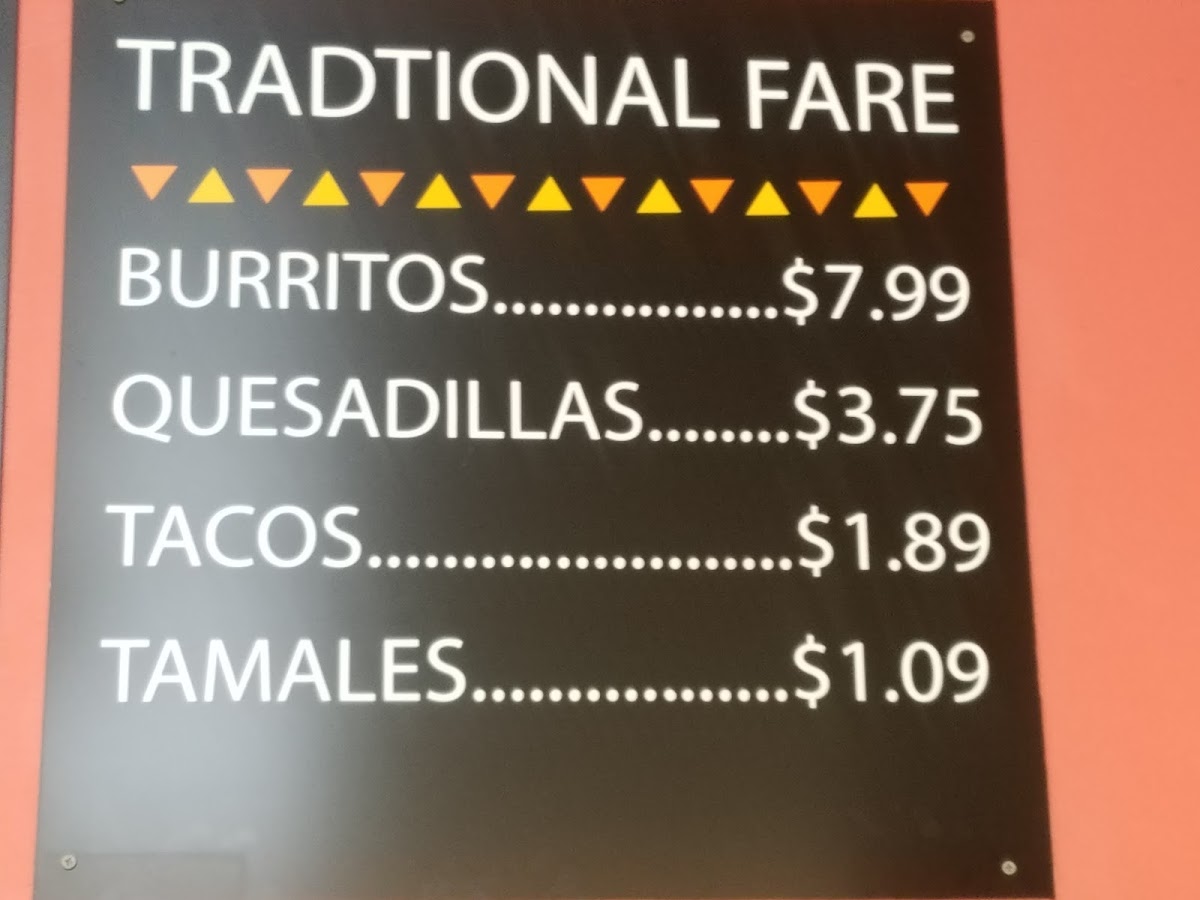 TRADTIONAL FARE
BURRITOS................$7.99
QUESADILLAS........$3.75
TACOS.......................$1.89
TAMALES.................$1.09